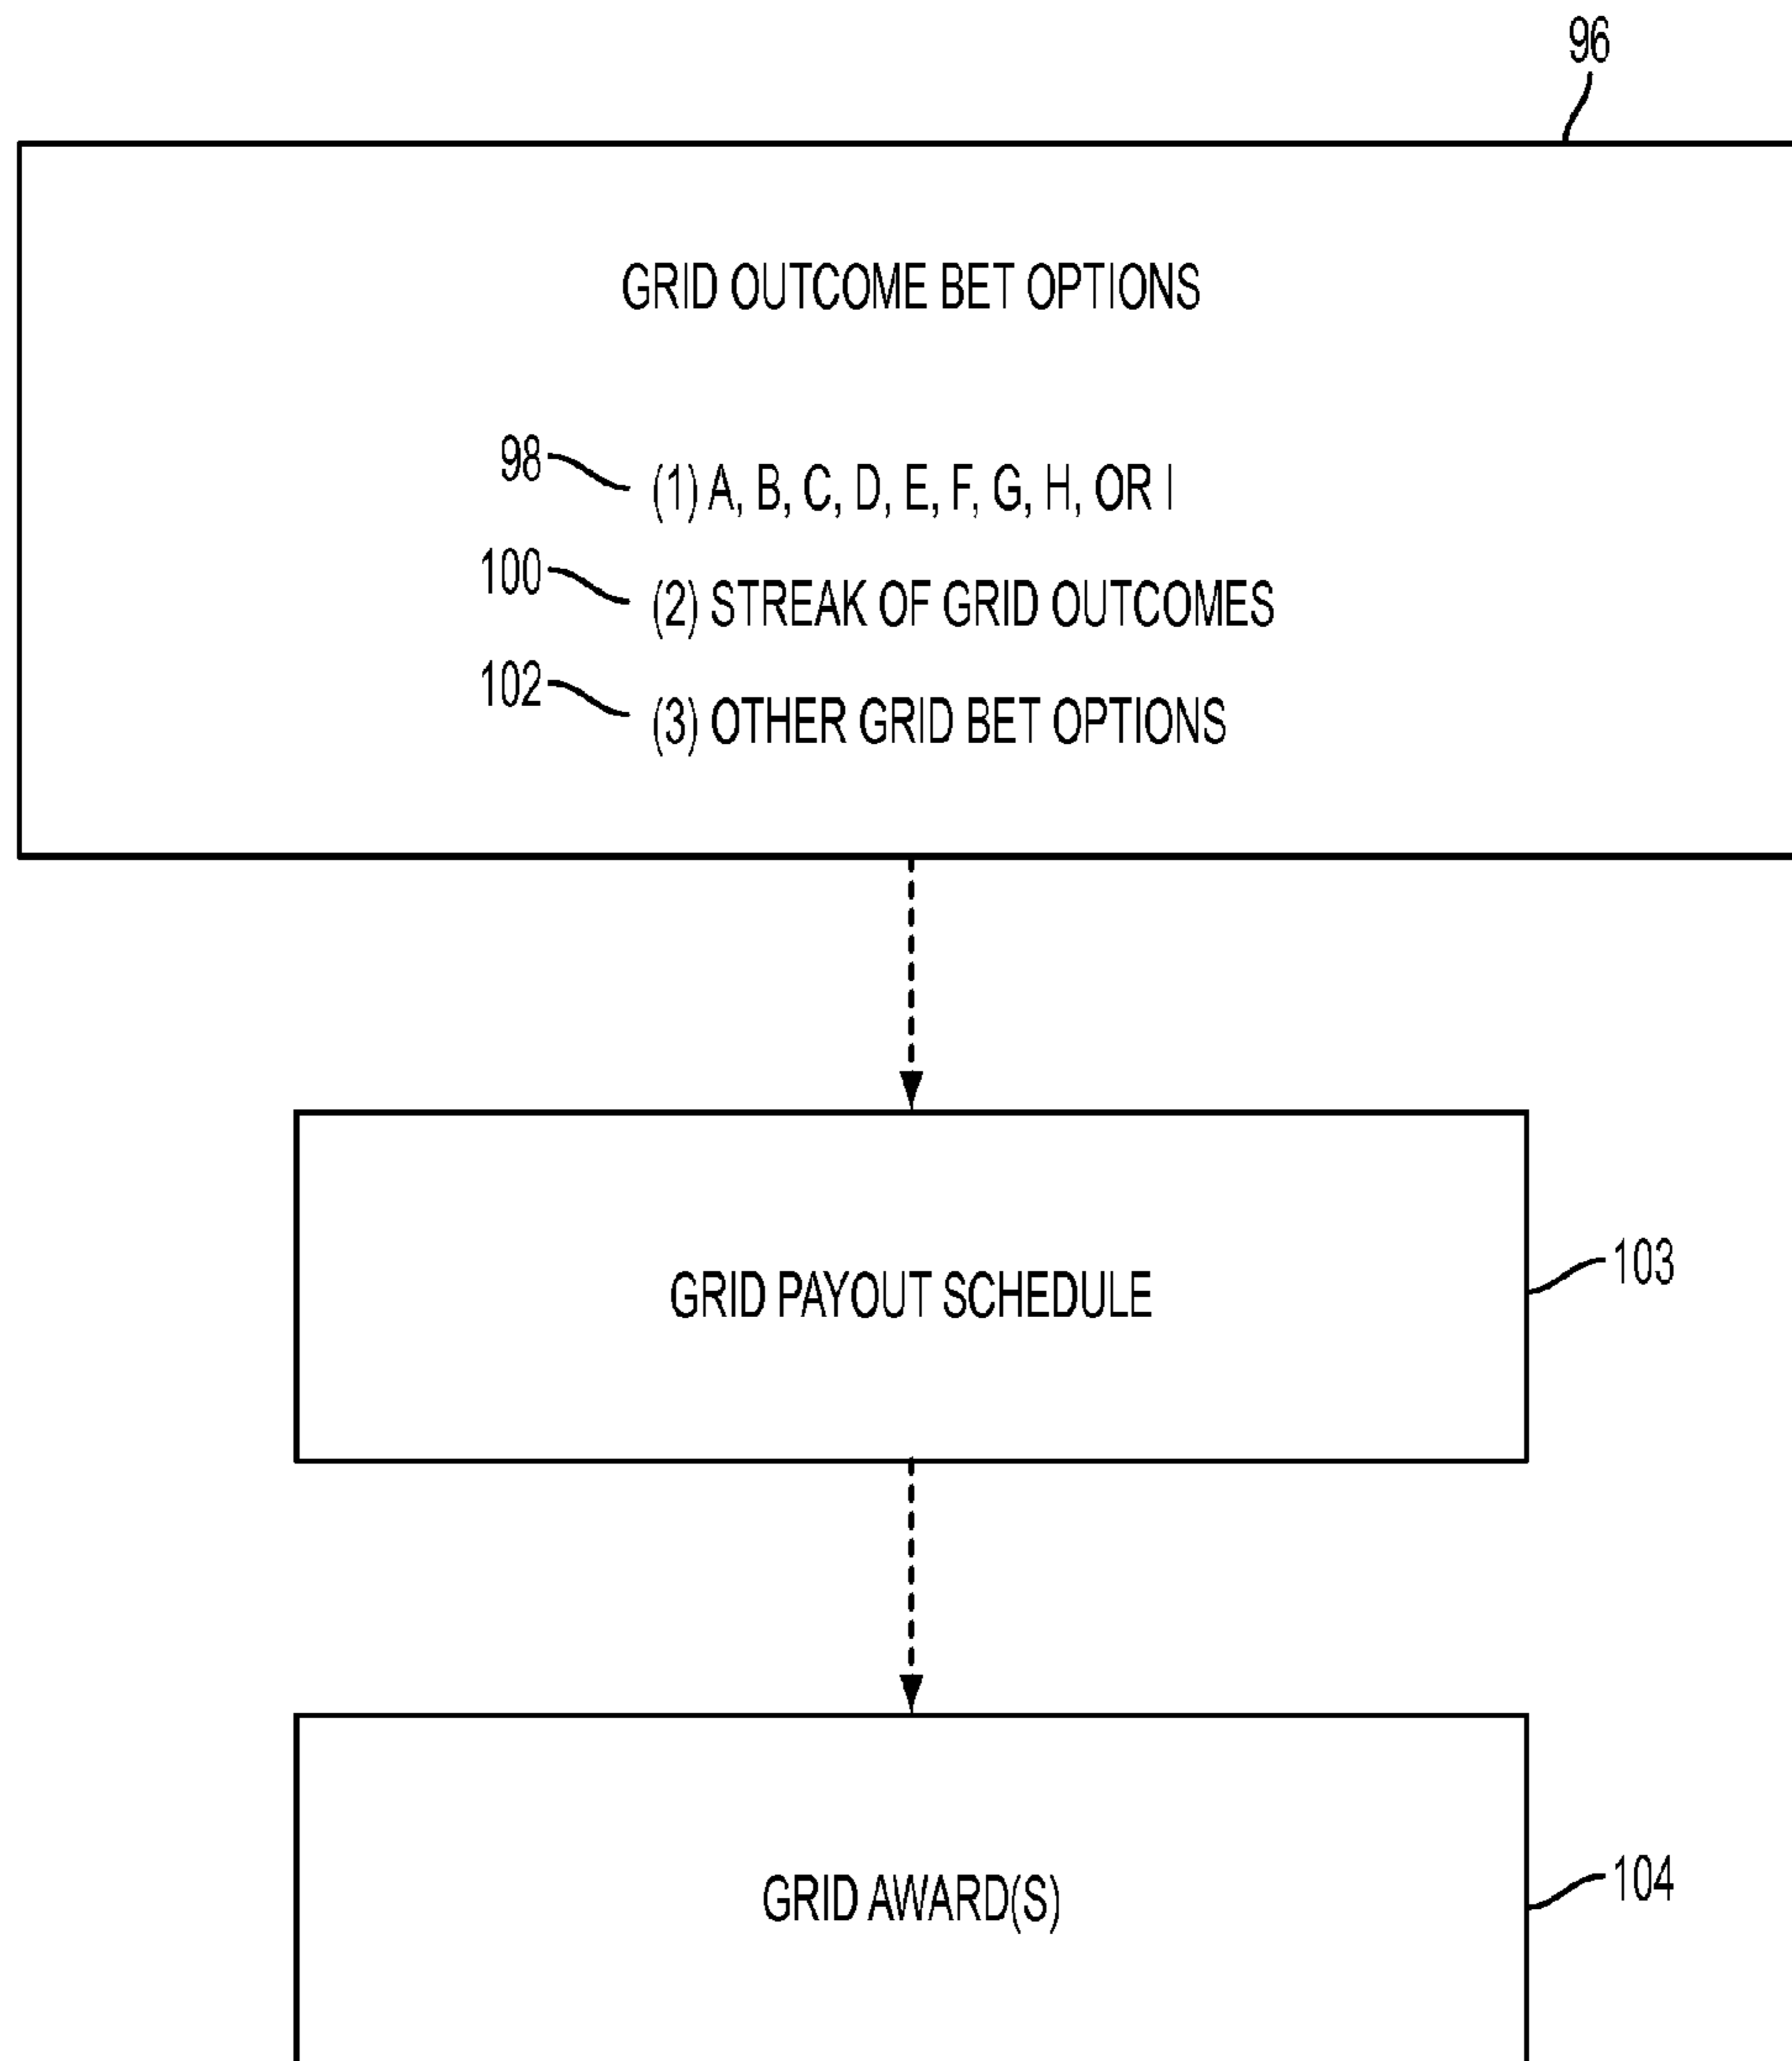 96
GRID OUTCOME BET OPTIONS
98 (1) A, B, C, D, E, F, G, H, OR I
100 (2) STREAK OF GRID OUTCOMES
102 (3) OTHER GRID BET OPTIONS
GRID PAYOUT SCHEDULE 103
GRID AWARD(S) 104